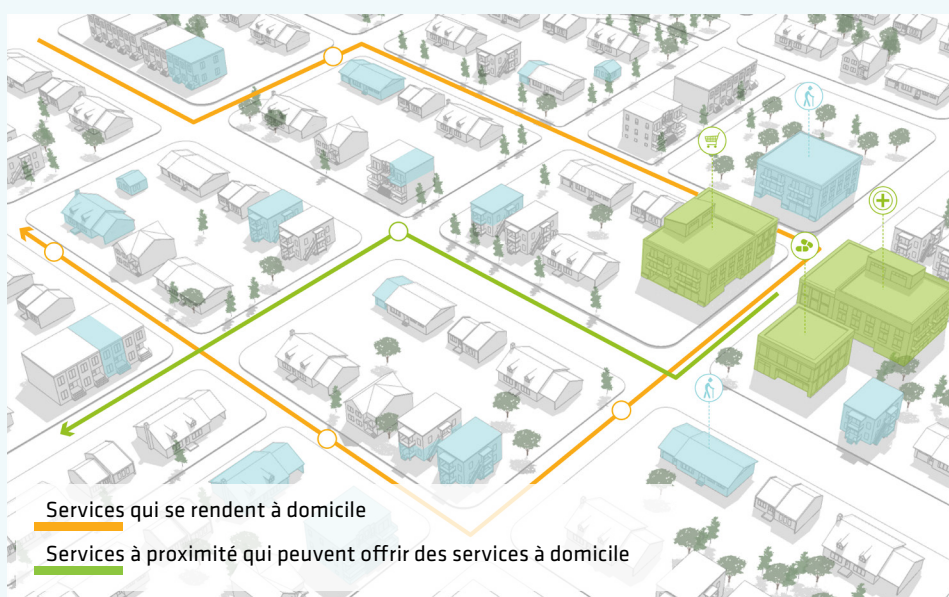 Services qui se rendent à domicile
Services à proximité qui peuvent offrir des services à domicile